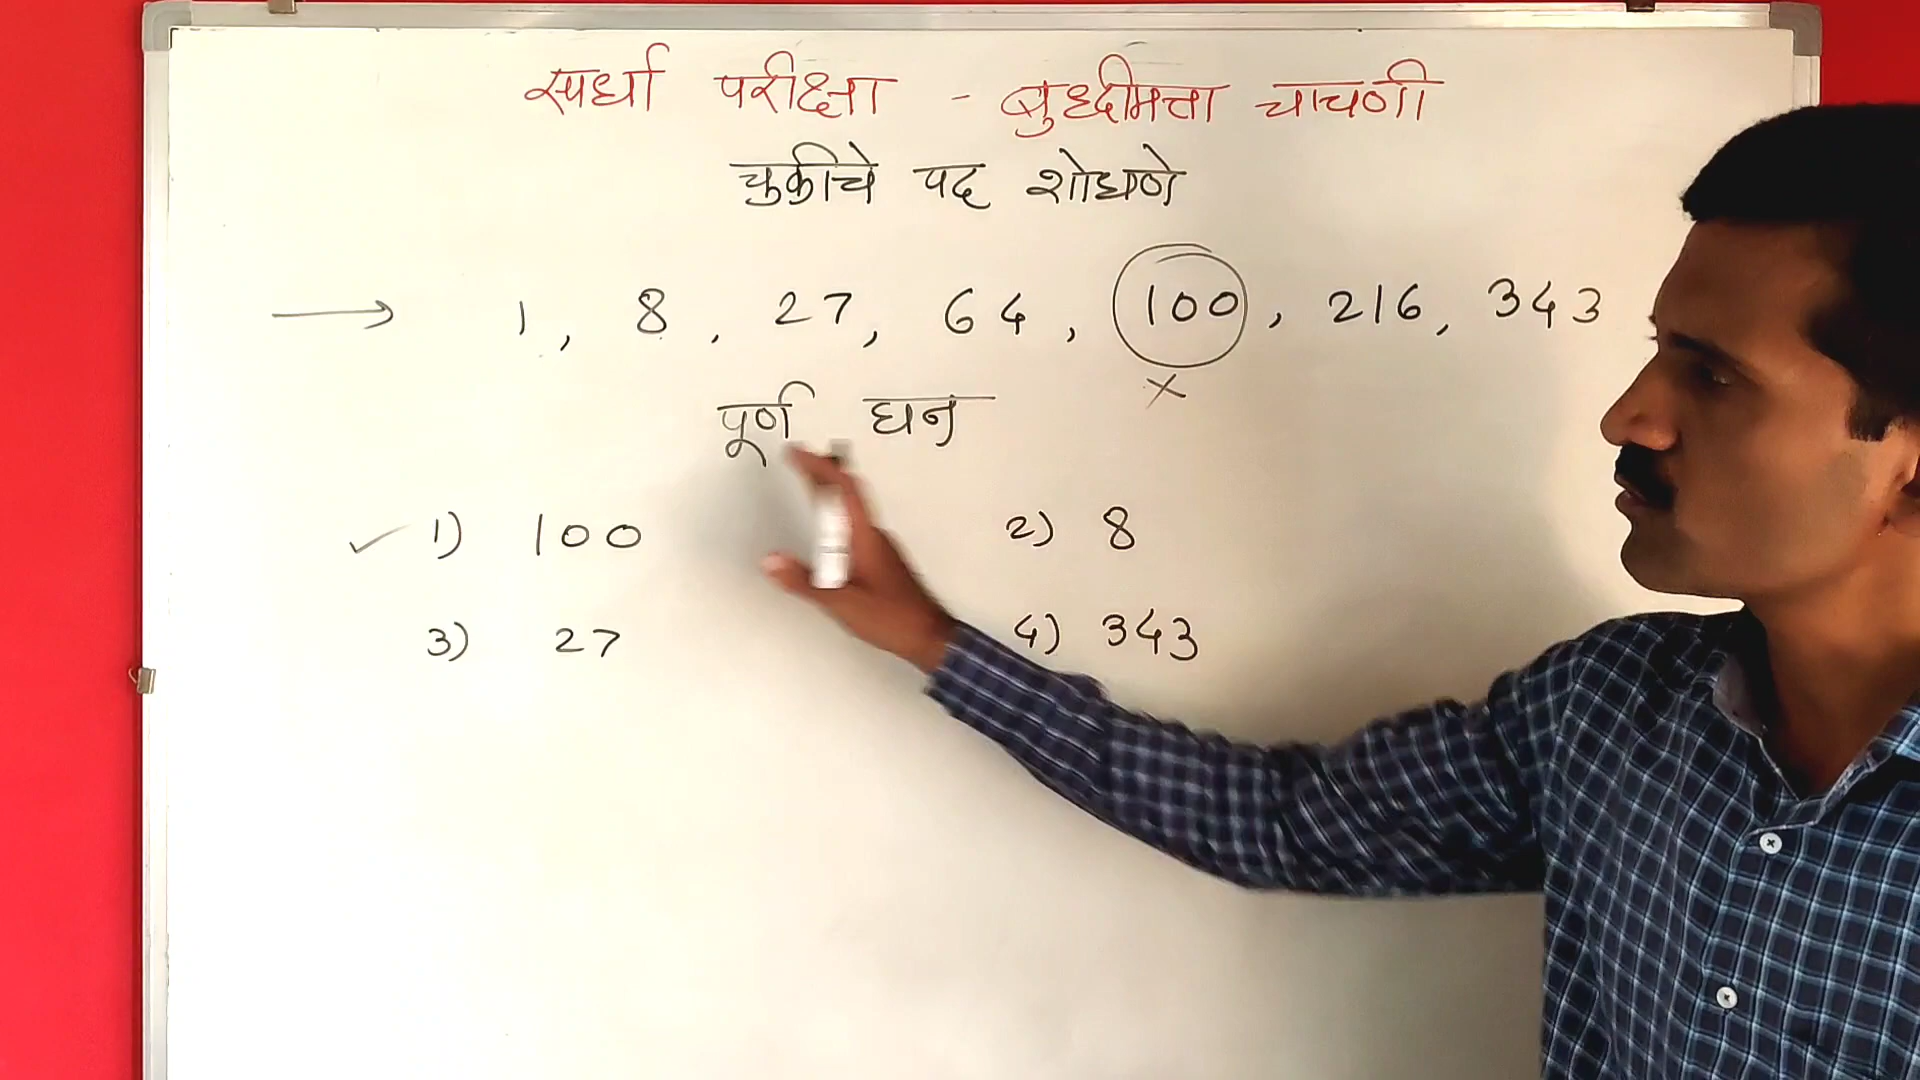 स्पर्धा परीक्षा - बुध्दीमत्ता चाचणी
चुकीचे पद शोधणे
→ 1, 8, 27, 64, 100, 216, 343
×
पूर्ण घन
✓ 1) 100 2) 8
3) 27 4) 343